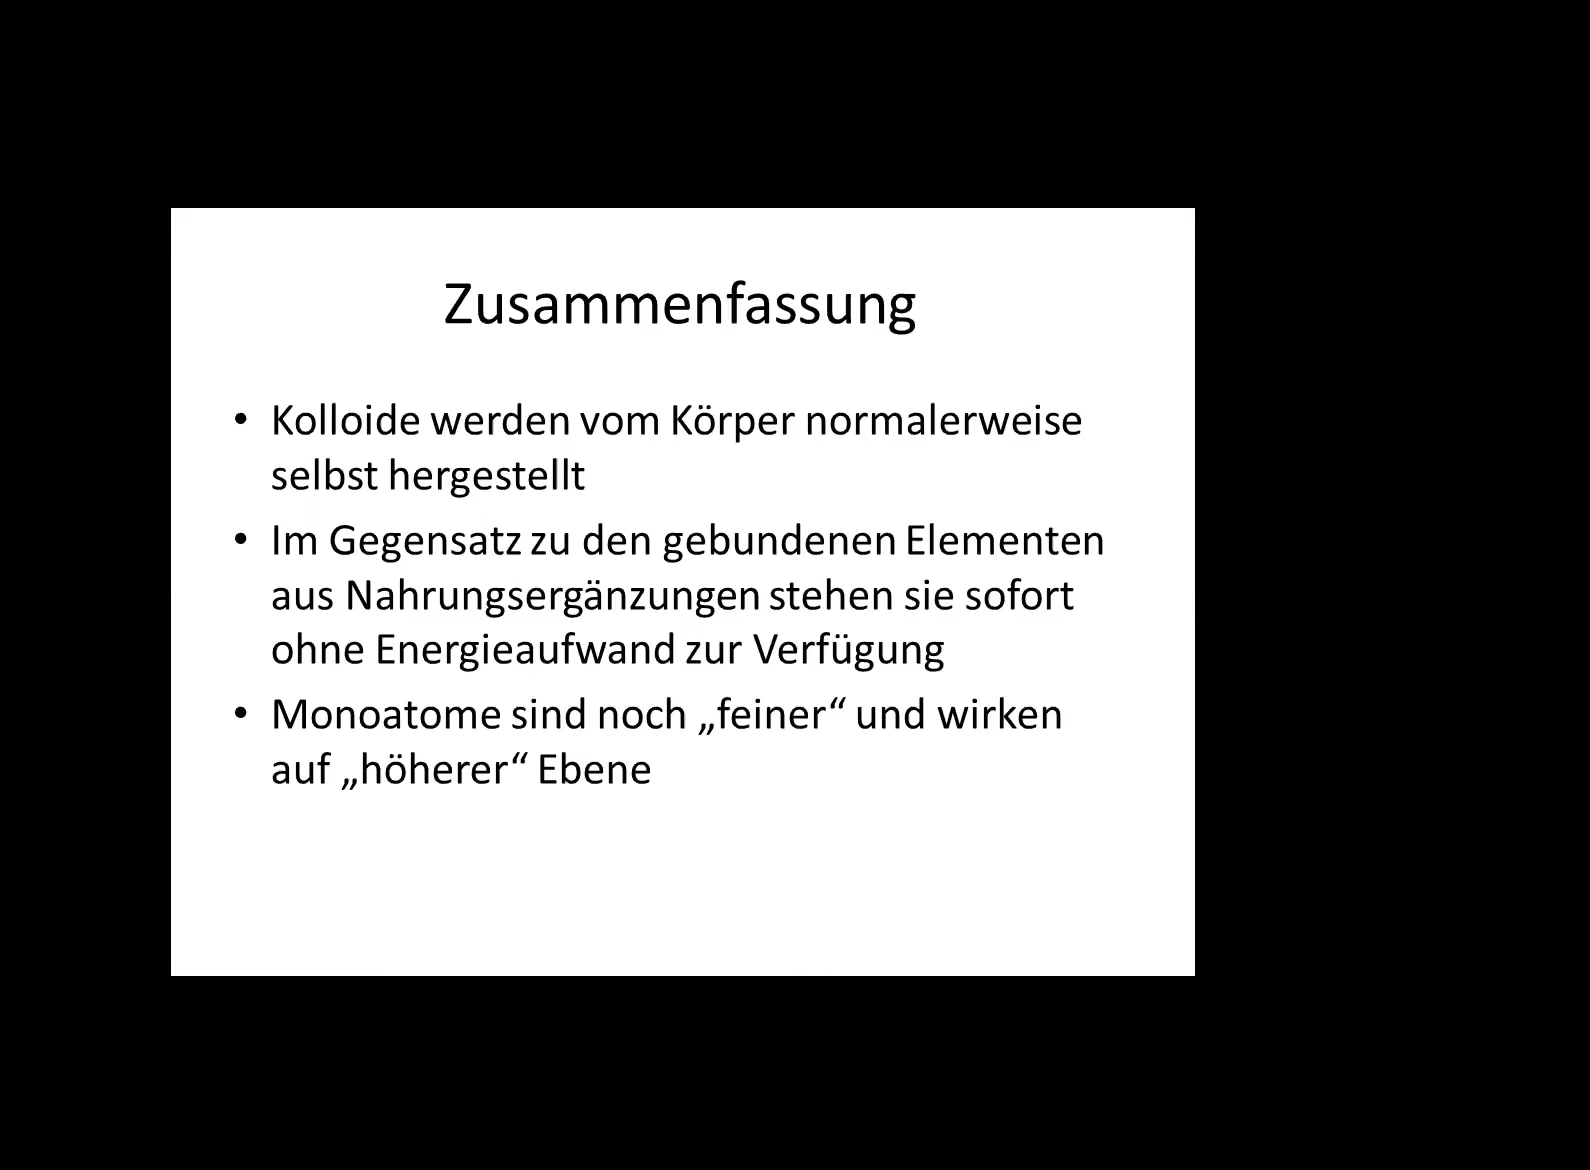 Zusammenfassung
• Kolloide werden vom Körper normalerweise
selbst hergestellt
• Im Gegensatz zu den gebundenen Elementen
aus Nahrungsergänzungen stehen sie sofort
ohne Energieaufwand zur Verfügung
• Monoatome sind noch „feiner“ und wirken
auf „höherer“ Ebene